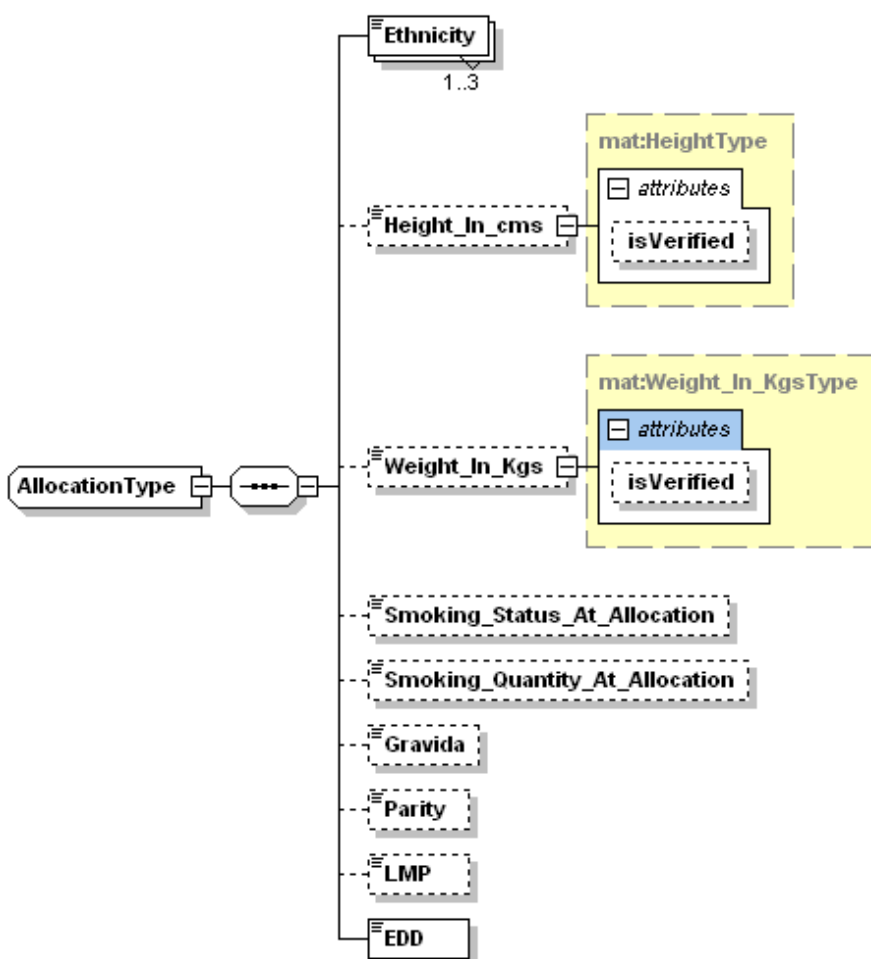 Ethnicity
1..3
mat:HeightType
attributes
Height_In_cms
isVerified
mat:Weight_In_KgsType
attributes
Weight_In_Kgs
isVerified
AllocationType
Smoking_Status_At_Allocation
Smoking_Quantity_At_Allocation
Gravida
Parity
LMP
EDD